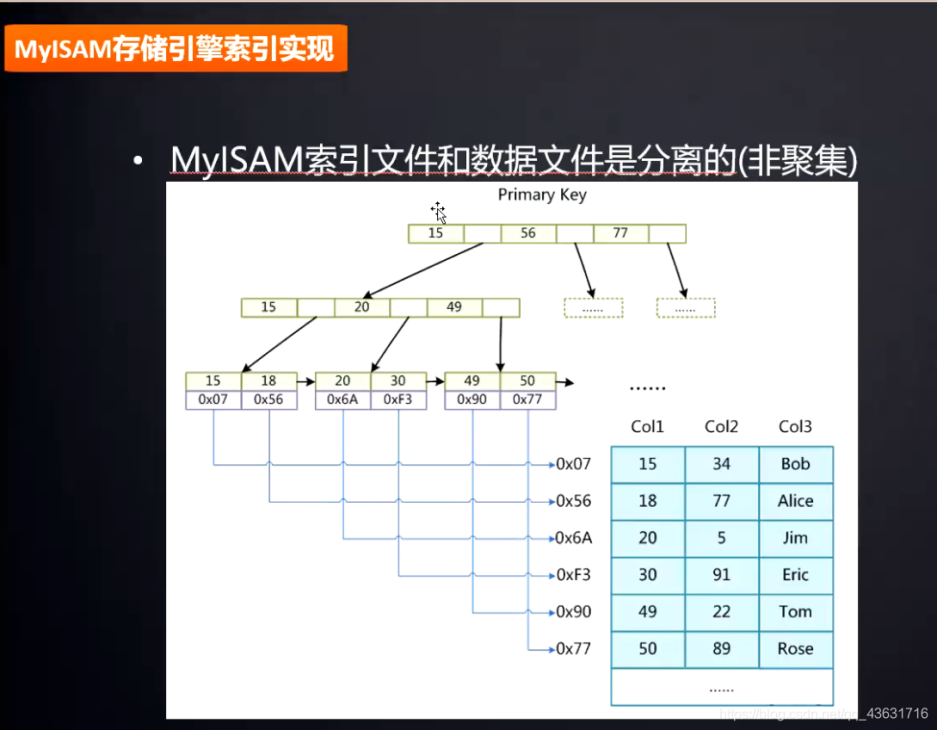 MyISAM存储引擎索引实现
• MyISAM索引文件和数据文件是分离的(非聚集)
Primary Key
15 56 77
15 20 49 ...... ......
15 18 20 30 49 50 ......
0x07 0x56 0x6A 0xF3 0x90 0x77
Col1 Col2 Col3
0x07 15 34 Bob
0x56 18 77 Alice
0x6A 20 5 Jim
0xF3 30 91 Eric
0x90 49 22 Tom
0x77 50 89 Rose
......
https://blog.csdn.net/qq_43631716